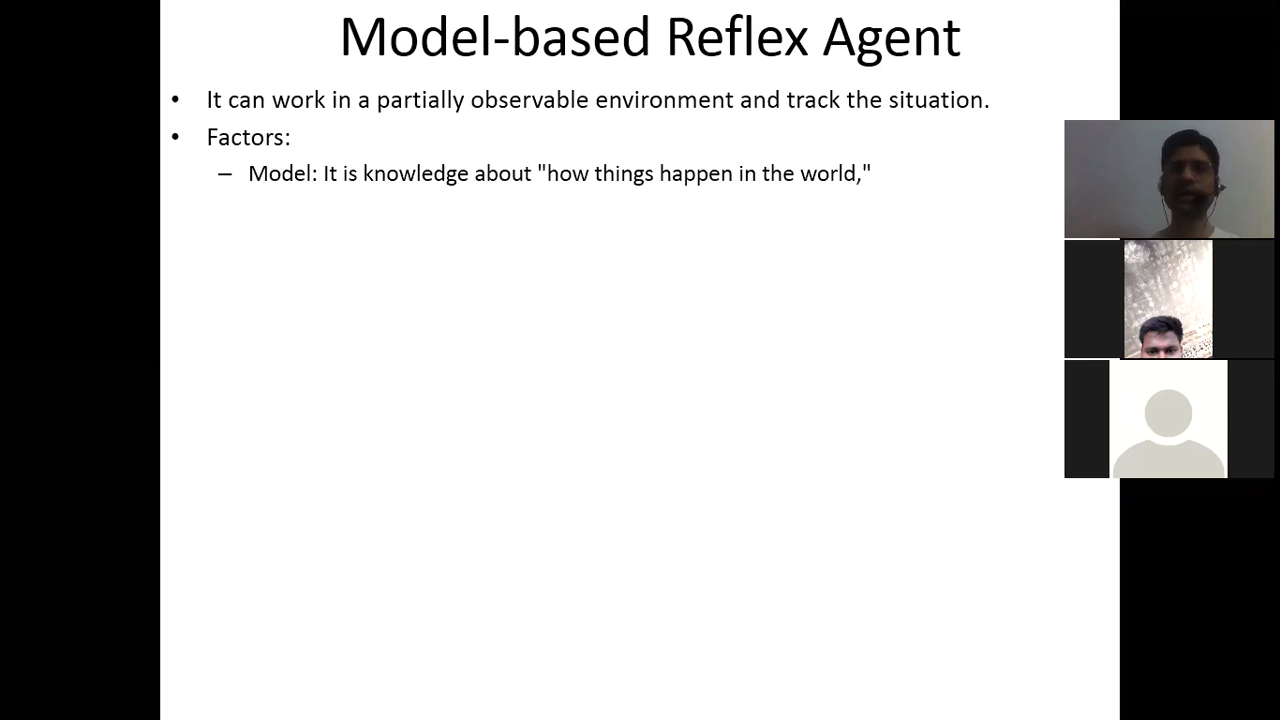 Model-based Reflex Agent
• It can work in a partially observable environment and track the situation.
• Factors:
– Model: It is knowledge about "how things happen in the world,"